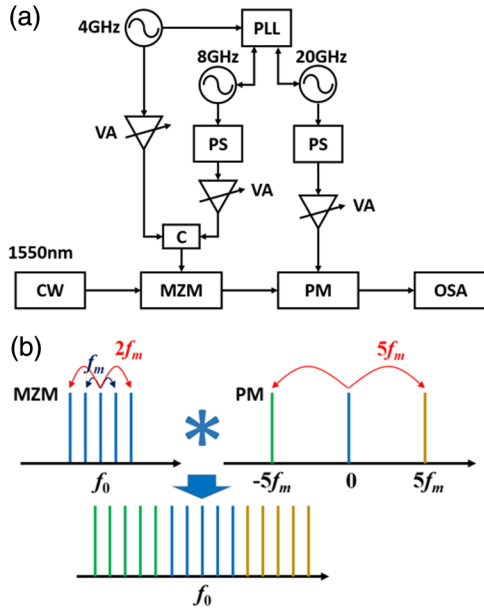 (a)
4GHz
PLL
8GHz
20GHz
VA
PS
PS
VA
VA
C
1550nm
CW
MZM
PM
OSA
(b)
fm
2fm
5fm
MZM
PM
*
f0
-5fm
0
5fm
f0